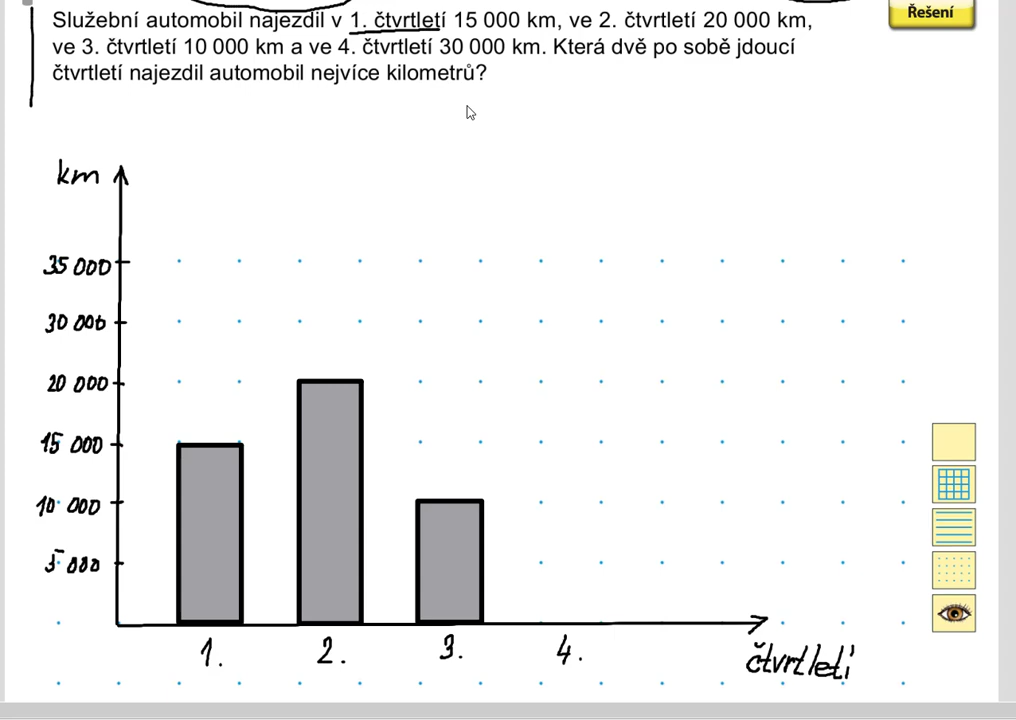 Služební automobil najezdil v 1. čtvrtletí 15 000 km, ve 2. čtvrtletí 20 000 km,
ve 3. čtvrtletí 10 000 km a ve 4. čtvrtletí 30 000 km. Která dvě po sobě jdoucí
čtvrtletí najezdil automobil nejvíce kilometrů?
Řešení
km
35 000
30 000
20 000
15 000
10 000
5 000
1. 2. 3. 4.
čtvrtletí